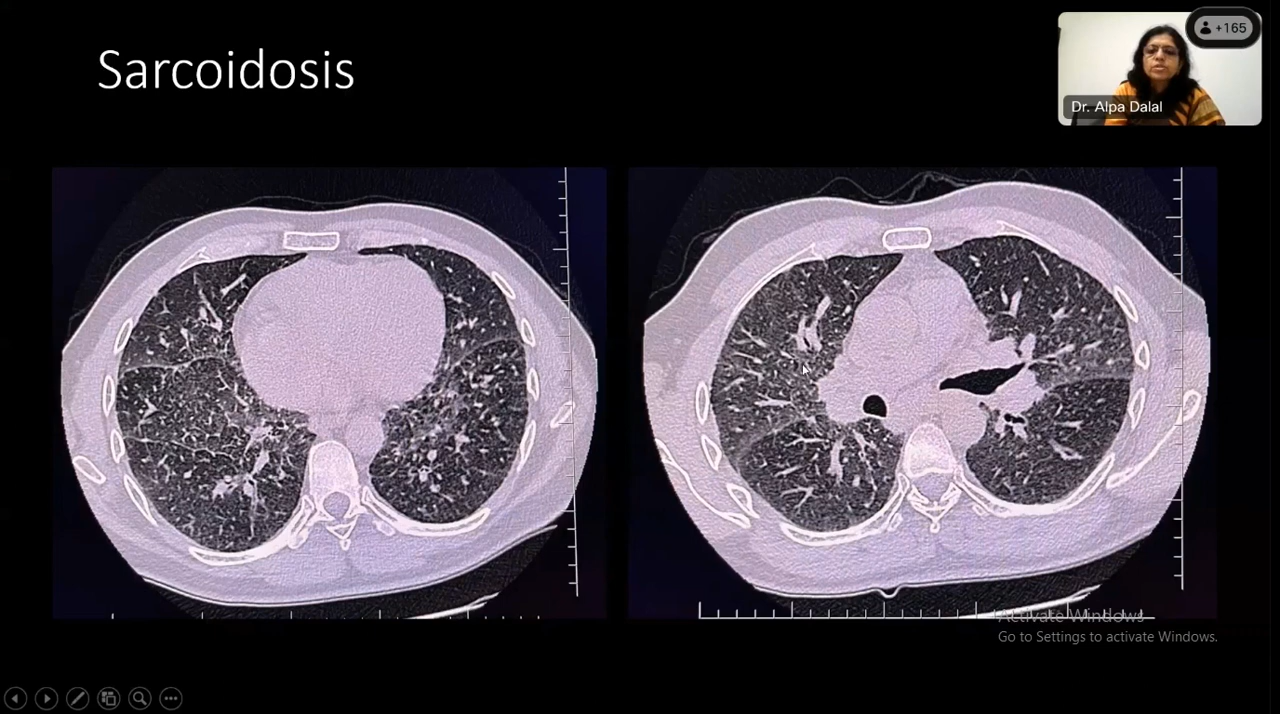 Sarcoidosis
+165
Dr. Alpa Dalal
Activate Windows
Go to Settings to activate Windows.